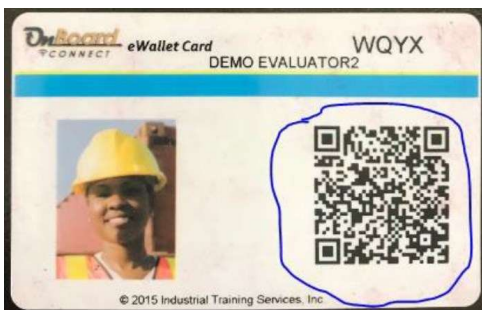 OnBoard
CONNECT
eWallet Card
WQYX
DEMO EVALUATOR2
© 2015 Industrial Training Services, Inc